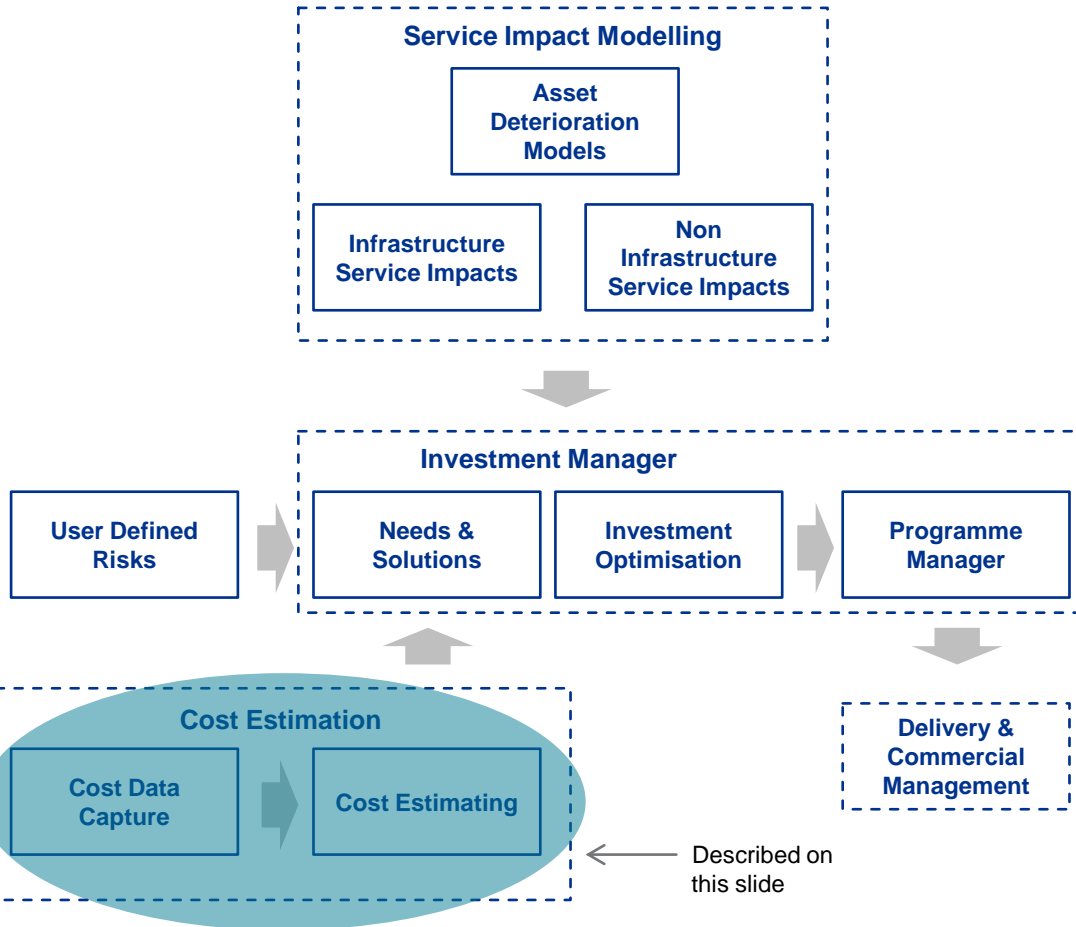 Service Impact Modelling
Asset
Deterioration
Models
Infrastructure
Service Impacts
Non
Infrastructure
Service Impacts
Investment Manager
User Defined
Risks
Needs &
Solutions
Investment
Optimisation
Programme
Manager
Cost Estimation
Cost Data
Capture
Cost Estimating
Delivery &
Commercial
Management
Described on
this slide